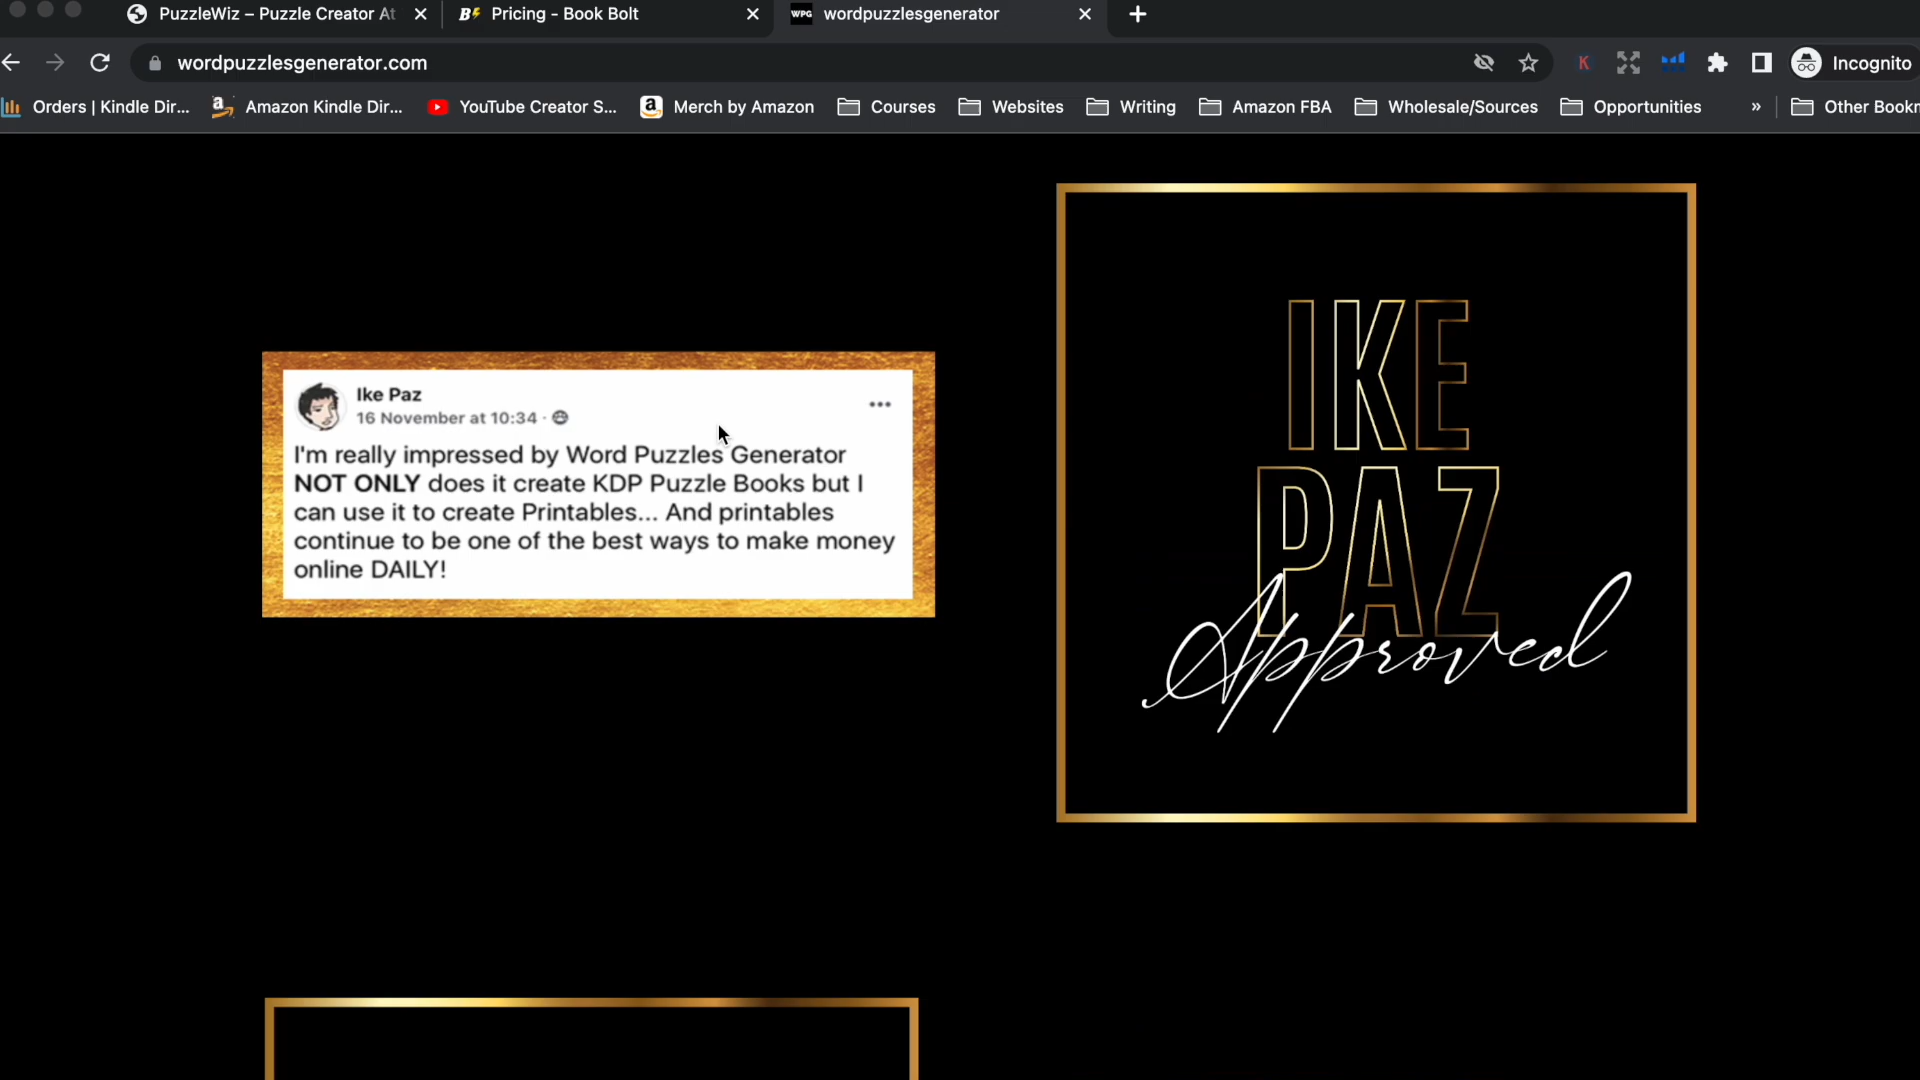 PuzzleWiz – Puzzle Creator At
B Pricing - Book Bolt
WPG wordpuzzlesgenerator
wordpuzzlesgenerator.com
K
Incognito
Orders | Kindle Dir...
a Amazon Kindle Dir...
YouTube Creator S...
a Merch by Amazon
Courses
Websites
Writing
Amazon FBA
Wholesale/Sources
Opportunities
»
Other Bookn
Ike Paz
16 November at 10:34 ·
I'm really impressed by Word Puzzles Generator
NOT ONLY does it create KDP Puzzle Books but I
can use it to create Printables... And printables
continue to be one of the best ways to make money
online DAILY!
IKE
PAZ
Approved